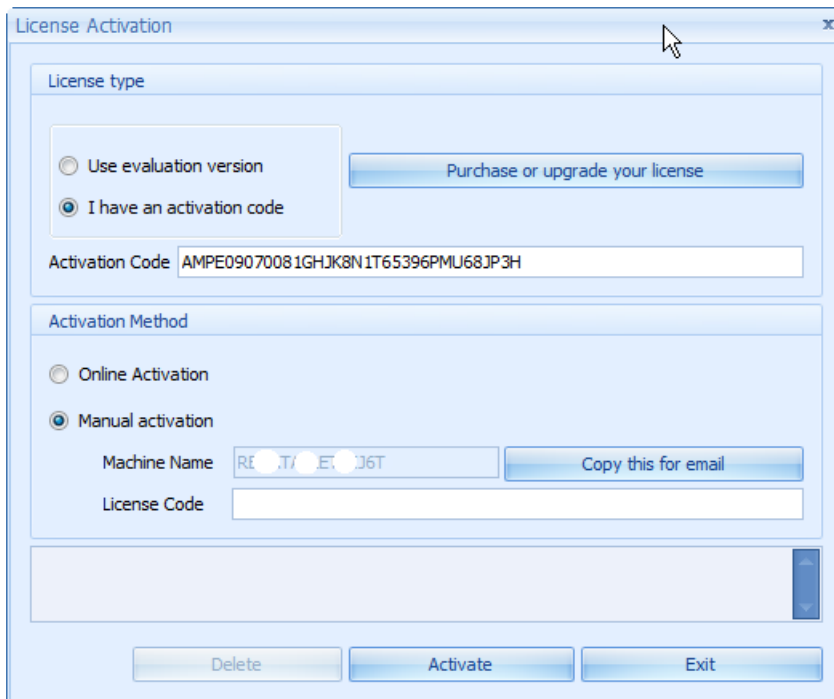 License Activation
License type
Use evaluation version
Purchase or upgrade your license
I have an activation code
Activation Code AMPE09070081GHJK8N1T65396PMU68JP3H
Activation Method
Online Activation
Manual activation
Machine Name
Copy this for email
License Code
Delete
Activate
Exit